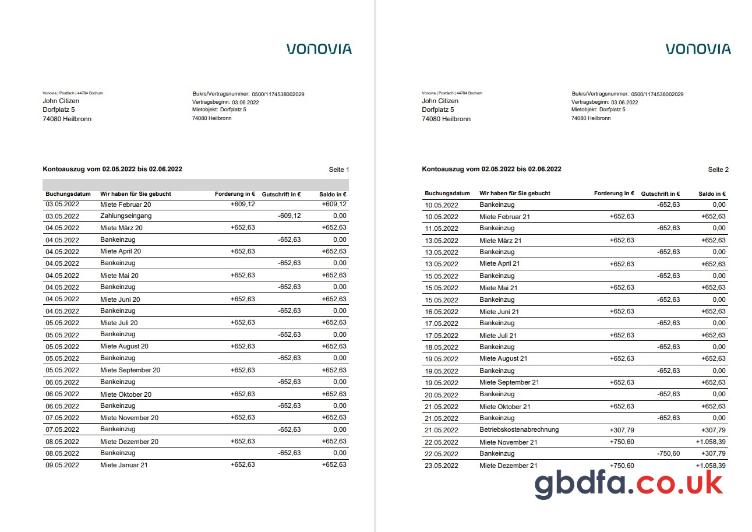 VONOVIA
Vonovia | Postfach | 44784 Bochum
John Citizen
Dorfplatz 5
74080 Heilbronn
Bukrs/Vertragsnummer: 0500/1174538002029
Vertragsbeginn: 03.06.2022
Mietobjekt: Dorfplatz 5
74080 Heilbronn
Kontoauszug vom 02.05.2022 bis 02.06.2022 Seite 1
Buchungsdatum Wir haben für Sie gebucht Forderung in € Gutschrift in € Saldo in €
03.05.2022 Miete Februar 20 +609,12 +609,12
03.05.2022 Zahlungseingang -609,12 0,00
04.05.2022 Miete März 20 +652,63 +652,63
04.05.2022 Bankeinzug -652,63 0,00
04.05.2022 Miete April 20 +652,63 +652,63
04.05.2022 Bankeinzug -652,63 0,00
04.05.2022 Miete Mai 20 +652,63 +652,63
04.05.2022 Bankeinzug -652,63 0,00
04.05.2022 Miete Juni 20 +652,63 +652,63
04.05.2022 Bankeinzug -652,63 0,00
05.05.2022 Miete Juli 20 +652,63 +652,63
05.05.2022 Bankeinzug -652,63 0,00
05.05.2022 Miete August 20 +652,63 +652,63
05.05.2022 Bankeinzug -652,63 0,00
05.05.2022 Miete September 20 +652,63 +652,63
06.05.2022 Bankeinzug -652,63 0,00
06.05.2022 Miete Oktober 20 +652,63 +652,63
06.05.2022 Bankeinzug -652,63 0,00
07.05.2022 Miete November 20 +652,63 +652,63
07.05.2022 Bankeinzug -652,63 0,00
08.05.2022 Miete Dezember 20 +652,63 +652,63
08.05.2022 Bankeinzug -652,63 0,00
09.05.2022 Miete Januar 21 +652,63 +652,63
VONOVIA
Vonovia | Postfach | 44784 Bochum
John Citizen
Dorfplatz 5
74080 Heilbronn
Bukrs/Vertragsnummer: 0500/1174538002029
Vertragsbeginn: 03.06.2022
Mietobjekt: Dorfplatz 5
74080 Heilbronn
Kontoauszug vom 02.05.2022 bis 02.06.2022 Seite 2
Buchungsdatum Wir haben für Sie gebucht Forderung in € Gutschrift in € Saldo in €
10.05.2022 Bankeinzug -652,63 0,00
10.05.2022 Miete Februar 21 +652,63 +652,63
11.05.2022 Bankeinzug -652,63 0,00
13.05.2022 Miete März 21 +652,63 +652,63
13.05.2022 Bankeinzug -652,63 0,00
13.05.2022 Miete April 21 +652,63 +652,63
15.05.2022 Bankeinzug -652,63 0,00
15.05.2022 Miete Mai 21 +652,63 +652,63
15.05.2022 Bankeinzug -652,63 0,00
16.05.2022 Miete Juni 21 +652,63 +652,63
17.05.2022 Bankeinzug -652,63 0,00
17.05.2022 Miete Juli 21 +652,63 +652,63
18.05.2022 Bankeinzug -652,63 0,00
19.05.2022 Miete August 21 +652,63 +652,63
19.05.2022 Bankeinzug -652,63 0,00
19.05.2022 Miete September 21 +652,63 +652,63
20.05.2022 Bankeinzug -652,63 0,00
21.05.2022 Miete Oktober 21 +652,63 +652,63
21.05.2022 Bankeinzug -652,63 0,00
21.05.2022 Betriebskostenabrechnung +307,79 +307,79
22.05.2022 Miete November 21 +750,60 +1.058,39
22.05.2022 Bankeinzug -750,60 +307,79
23.05.2022 Miete Dezember 21 +750,60 +1.058,39
gbdfa.co.uk